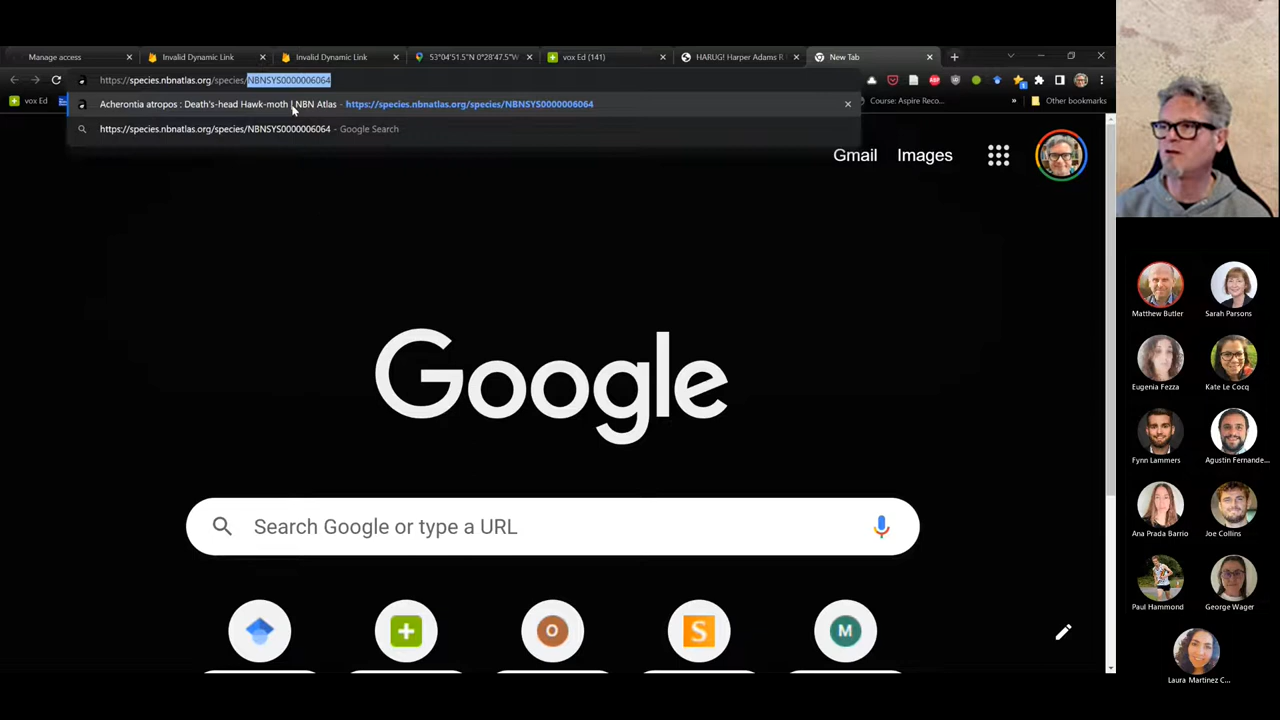 Manage access
Invalid Dynamic Link
Invalid Dynamic Link
53°04'51.5"N 0°28'47.5"W
vox Ed (141)
HARUG! Harper Adams R
New Tab
https://species.nbnatlas.org/species/NBNSYS0000006064
vox Ed
Course: Aspire Reco...
Other bookmarks
Acherontia atropos : Death's-head Hawk-moth | NBN Atlas - https://species.nbnatlas.org/species/NBNSYS0000006064
https://species.nbnatlas.org/species/NBNSYS0000006064 - Google Search
Gmail
Images
Google
Search Google or type a URL
O
S
M
Matthew Butler
Sarah Parsons
Eugenia Fezza
Kate Le Cocq
Fynn Lammers
Agustin Fernande...
Ana Prada Barrio
Joe Collins
Paul Hammond
George Wager
Laura Martinez C...